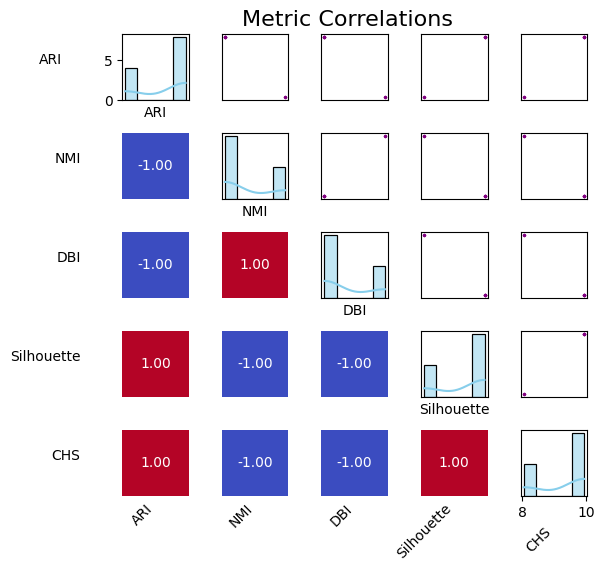 Metric Correlations
ARI
5
0
ARI
NMI
-1.00
NMI
DBI
-1.00
1.00
DBI
Silhouette
1.00
-1.00
-1.00
Silhouette
CHS
1.00
-1.00
-1.00
1.00
8
10
ARI
NMI
DBI
Silhouette
CHS